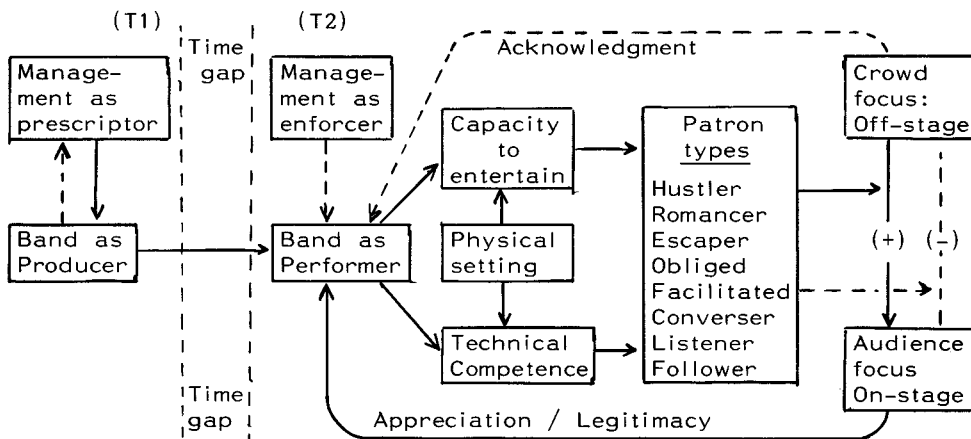 (T1)
Time
gap
(T2)
Manage-
ment as
prescriptor
Manage-
ment as
enforcer
Acknowledgment
Capacity
to
entertain
Patron
types
Hustler
Romancer
Escaper
Obliged
Facilitated
Converser
Listener
Follower
Crowd
focus:
Off-stage
(+)
(-)
Band as
Producer
Band as
Performer
Physical
setting
Technical
Competence
Audience
focus
On-stage
Time
gap
Appreciation / Legitimacy